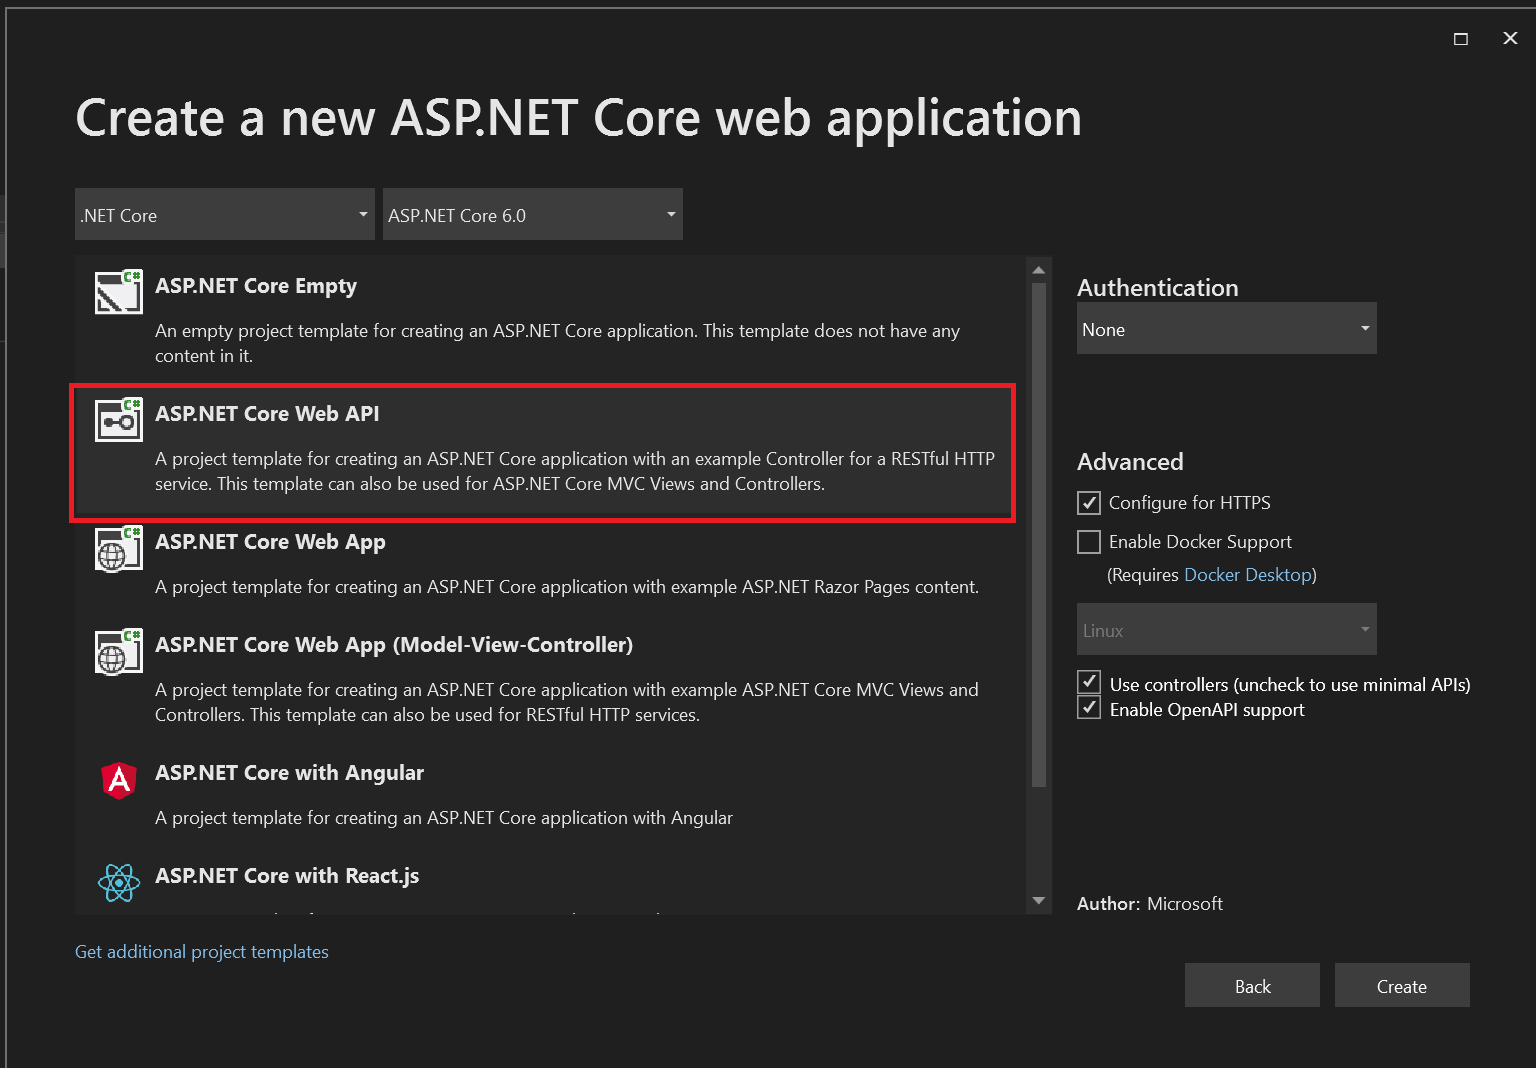 Create a new ASP.NET Core web application
.NET Core
ASP.NET Core 6.0
C#
ASP.NET Core Empty
An empty project template for creating an ASP.NET Core application. This template does not have any
content in it.
C#
ASP.NET Core Web API
A project template for creating an ASP.NET Core application with an example Controller for a RESTful HTTP
service. This template can also be used for ASP.NET Core MVC Views and Controllers.
C#
ASP.NET Core Web App
A project template for creating an ASP.NET Core application with example ASP.NET Razor Pages content.
C#
ASP.NET Core Web App (Model-View-Controller)
A project template for creating an ASP.NET Core application with example ASP.NET Core MVC Views and
Controllers. This template can also be used for RESTful HTTP services.
A
ASP.NET Core with Angular
A project template for creating an ASP.NET Core application with Angular
ASP.NET Core with React.js
Get additional project templates
Authentication
None
Advanced
Configure for HTTPS
Enable Docker Support
(Requires Docker Desktop)
Linux
Use controllers (uncheck to use minimal APIs)
Enable OpenAPI support
Author: Microsoft
Back
Create